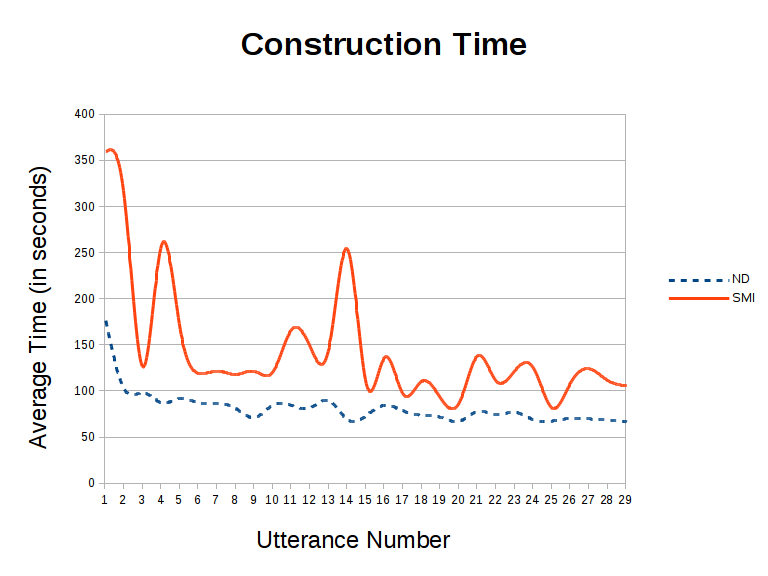 Construction Time
Average Time (in seconds)
400
350
300
250
200
150
100
50
0
1 2 3 4 5 6 7 8 9 10 11 12 13 14 15 16 17 18 19 20 21 22 23 24 25 26 27 28 29
Utterance Number
ND
SMI